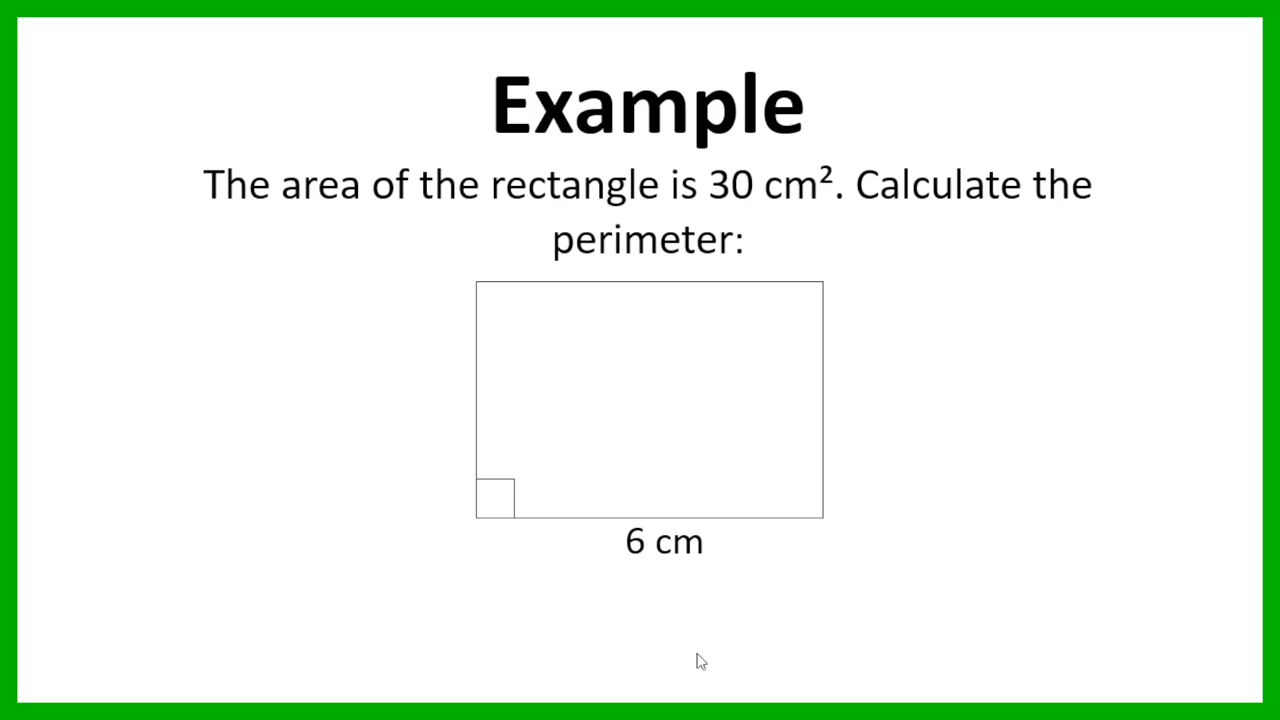 Example
The area of the rectangle is 30 cm². Calculate the
perimeter:
6 cm